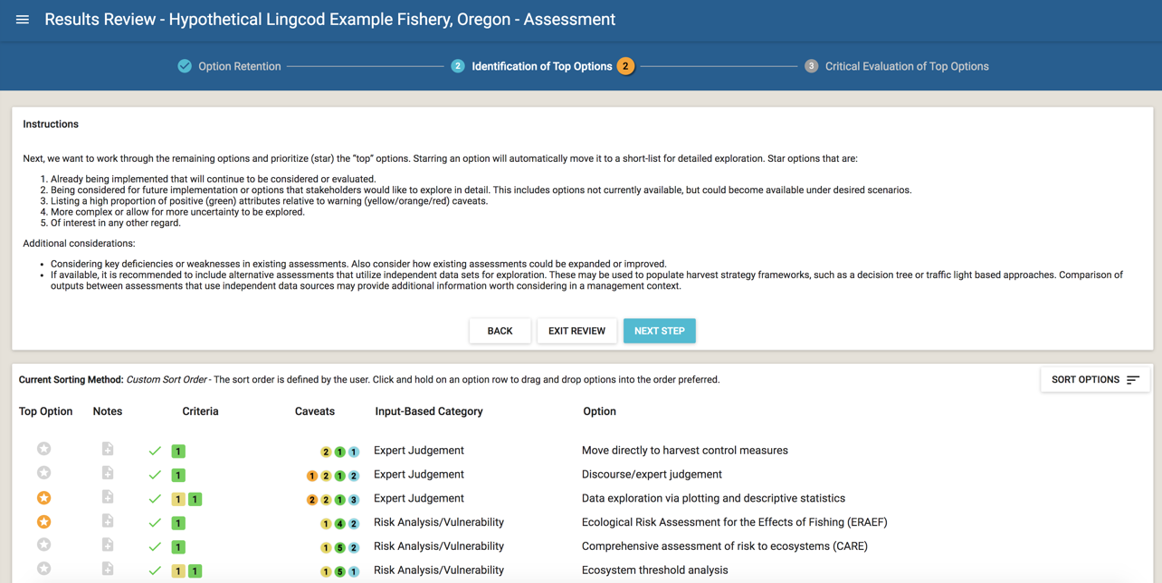 Results Review - Hypothetical Lingcod Example Fishery, Oregon - Assessment
Option Retention
2 Identification of Top Options 2
3 Critical Evaluation of Top Options
Instructions
Next, we want to work through the remaining options and prioritize (star) the "top" options. Starring an option will automatically move it to a short-list for detailed exploration. Star options that are:
1. Already being implemented that will continue to be considered or evaluated.
2. Being considered for future implementation or options that stakeholders would like to explore in detail. This includes options not currently available, but could become available under desired scenarios.
3. Listing a high proportion of positive (green) attributes relative to warning (yellow/orange/red) caveats.
4. More complex or allow for more uncertainty to be explored.
5. Of interest in any other regard.
Additional considerations:
• Considering key deficiencies or weaknesses in existing assessments. Also consider how existing assessments could be expanded or improved.
• If available, it is recommended to include alternative assessments that utilize independent data sets for exploration. These may be used to populate harvest strategy frameworks, such as a decision tree or traffic light based approaches. Comparison of
outputs between assessments that use independent data sources may provide additional information worth considering in a management context.
BACK EXIT REVIEW NEXT STEP
Current Sorting Method: Custom Sort Order - The sort order is defined by the user. Click and hold on an option row to drag and drop options into the order preferred.
SORT OPTIONS
Top Option Notes Criteria Caveats Input-Based Category Option
1 2 1 1 Expert Judgement Move directly to harvest control measures
1 1 2 1 2 Expert Judgement Discourse/expert judgement
1 1 2 2 1 3 Expert Judgement Data exploration via plotting and descriptive statistics
1 1 4 2 Risk Analysis/Vulnerability Ecological Risk Assessment for the Effects of Fishing (ERAEF)
1 1 5 2 Risk Analysis/Vulnerability Comprehensive assessment of risk to ecosystems (CARE)
1 1 1 5 1 Risk Analysis/Vulnerability Ecosystem threshold analysis